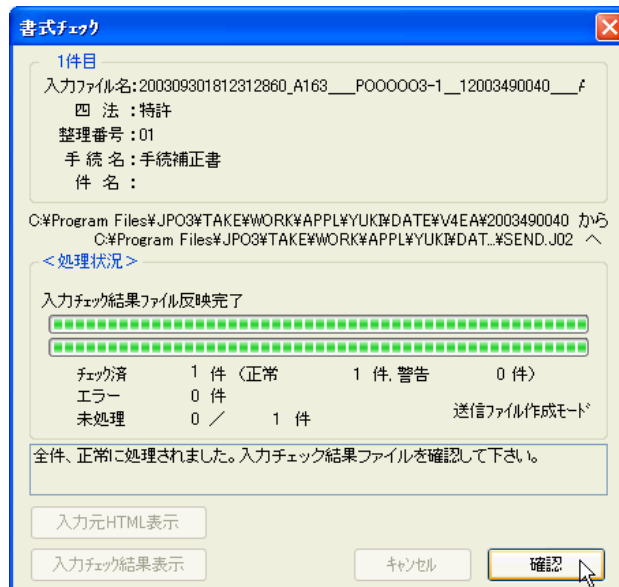 書式チェック
1件目
入力ファイル名:200309301812312860_A163___POOOOO3-1__12003490040___A
四 法:特許
整理番号:01
手 続 名:手続補正書
件 名:
C:¥Program Files¥JPO3¥TAKE¥WORK¥APPL¥YUKI¥DATE¥V4EA¥2003490040 から
C:¥Program Files¥JPO3¥TAKE¥WORK¥APPL¥YUKI¥DAT...¥SEND.J02 へ
<処理状況>
入力チェック結果ファイル反映完了
チェック済 1 件 (正常 1 件, 警告 0 件)
エラー 0 件
未処理 0 / 1 件
送信ファイル作成モード
全件、正常に処理されました。入力チェック結果ファイルを確認して下さい。
入力元HTML表示
入力チェック結果表示 キャンセル 確認